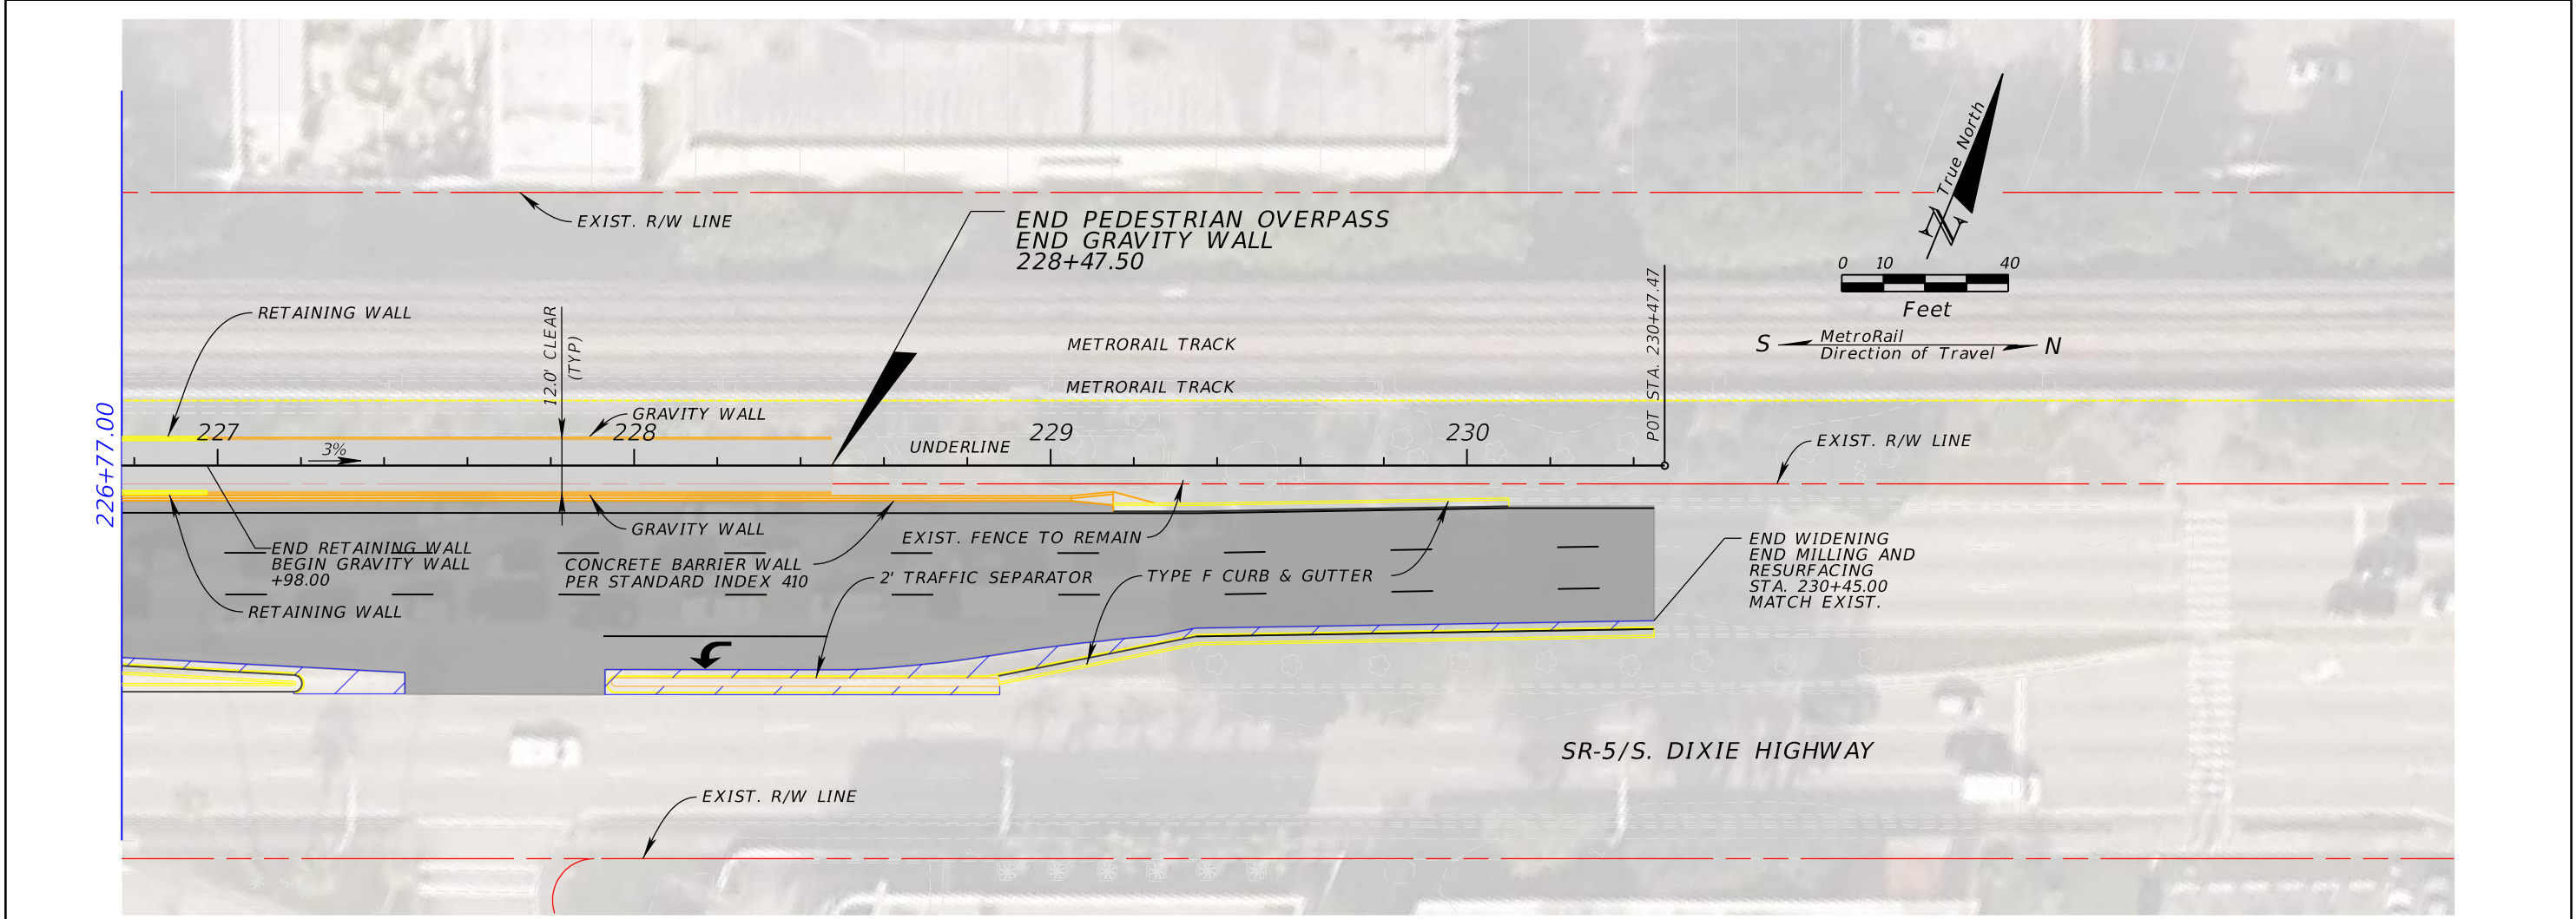 True North
N
0 10 40
Feet
S MetroRail N
Direction of Travel
EXIST. R/W LINE
END PEDESTRIAN OVERPASS
END GRAVITY WALL
228+47.50
RETAINING WALL
12.0' CLEAR
(TYP)
METRORAIL TRACK
METRORAIL TRACK
POT STA. 230+47.47
226+77.00
GRAVITY WALL
227 228 229 230
3%
UNDERLINE
EXIST. R/W LINE
GRAVITY WALL
EXIST. FENCE TO REMAIN
END RETAINING WALL
BEGIN GRAVITY WALL
+98.00
CONCRETE BARRIER WALL
PER STANDARD INDEX 410
2' TRAFFIC SEPARATOR
TYPE F CURB & GUTTER
END WIDENING
END MILLING AND
RESURFACING
STA. 230+45.00
MATCH EXIST.
RETAINING WALL
SR-5/S. DIXIE HIGHWAY
EXIST. R/W LINE